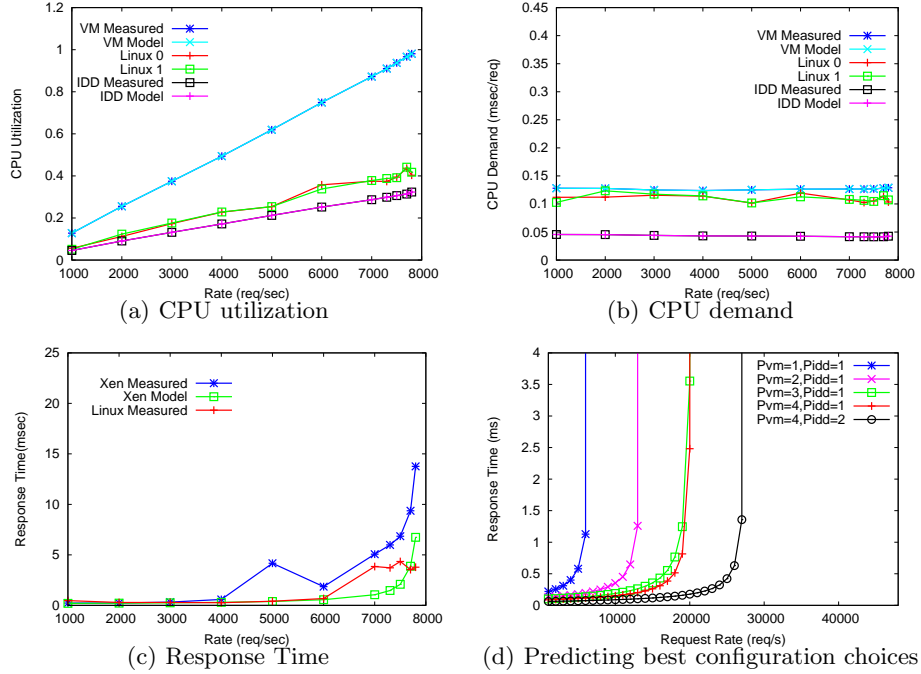 VM Measured
VM Model
Linux 0
Linux 1
IDD Measured
IDD Model
CPU Utilization
1.2
1
0.8
0.6
0.4
0.2
0
1000 2000 3000 4000 5000 6000 7000 8000
Rate (req/sec)
(a) CPU utilization
VM Measured
VM Model
Linux 0
Linux 1
IDD Measured
IDD Model
CPU Demand (msec/req)
0.45
0.4
0.35
0.3
0.25
0.2
0.15
0.1
0.05
0
1000 2000 3000 4000 5000 6000 7000 8000
Rate (req/sec)
(b) CPU demand
Xen Measured
Xen Model
Linux Measured
Response Time(msec)
25
20
15
10
5
0
1000 2000 3000 4000 5000 6000 7000 8000
Rate (req/sec)
(c) Response Time
Pvm=1,Pidd=1
Pvm=2,Pidd=1
Pvm=3,Pidd=1
Pvm=4,Pidd=1
Pvm=4,Pidd=2
Response Time (ms)
4
3.5
3
2.5
2
1.5
1
0.5
0
10000 20000 30000 40000
Request Rate (req/s)
(d) Predicting best configuration choices